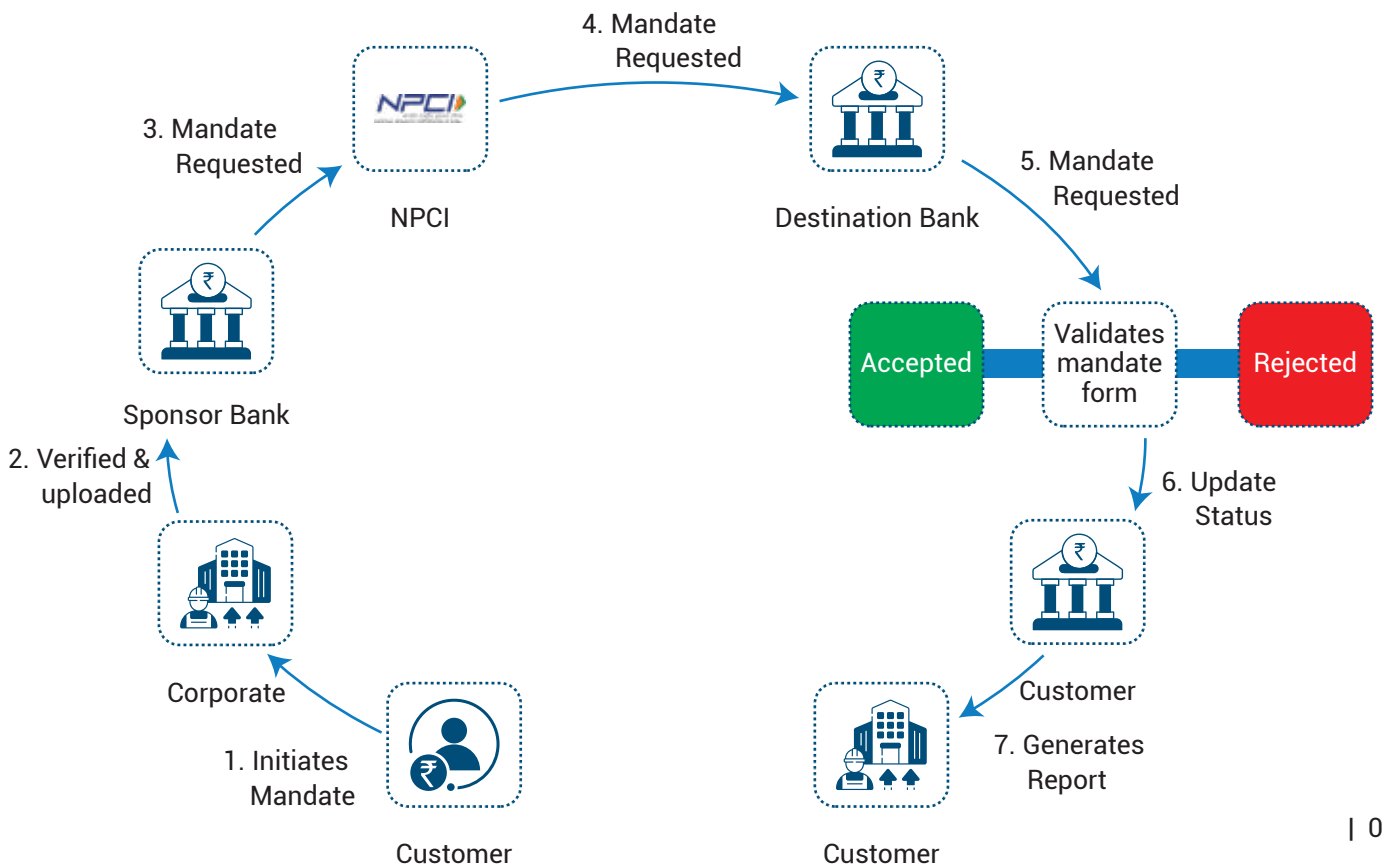 4. Mandate
Requested
NPCI
3. Mandate
Requested
₹
5. Mandate
Requested
NPCI
Destination Bank
₹
Accepted
Validates
mandate
form
Rejected
Sponsor Bank
2. Verified &
uploaded
6. Update
Status
₹
Corporate
Customer
1. Initiates
Mandate
₹
7. Generates
Report
Customer
Customer
| 0